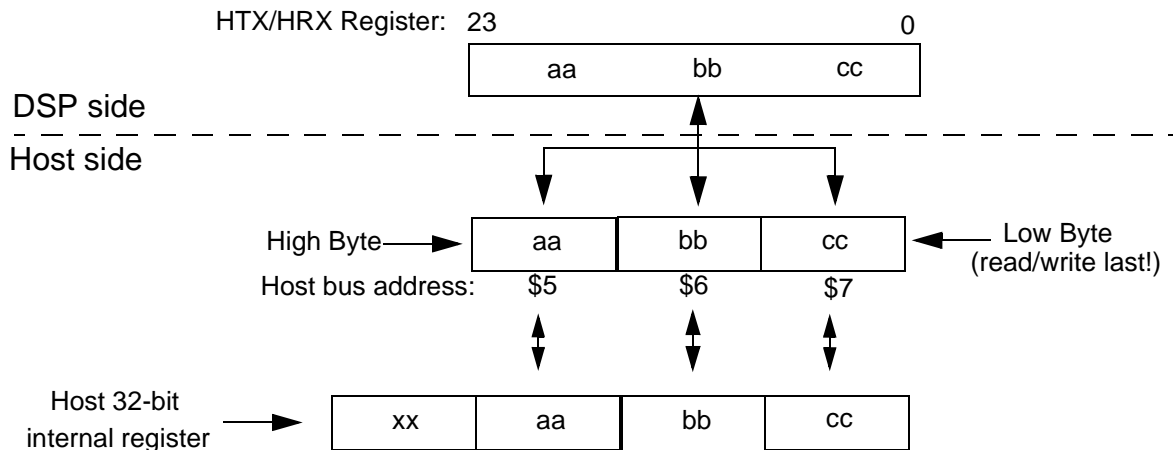 HTX/HRX Register: 23 0
aa bb cc
DSP side
Host side
High Byte aa bb cc Low Byte
(read/write last!)
Host bus address: $5 $6 $7
Host 32-bit
internal register
xx aa bb cc